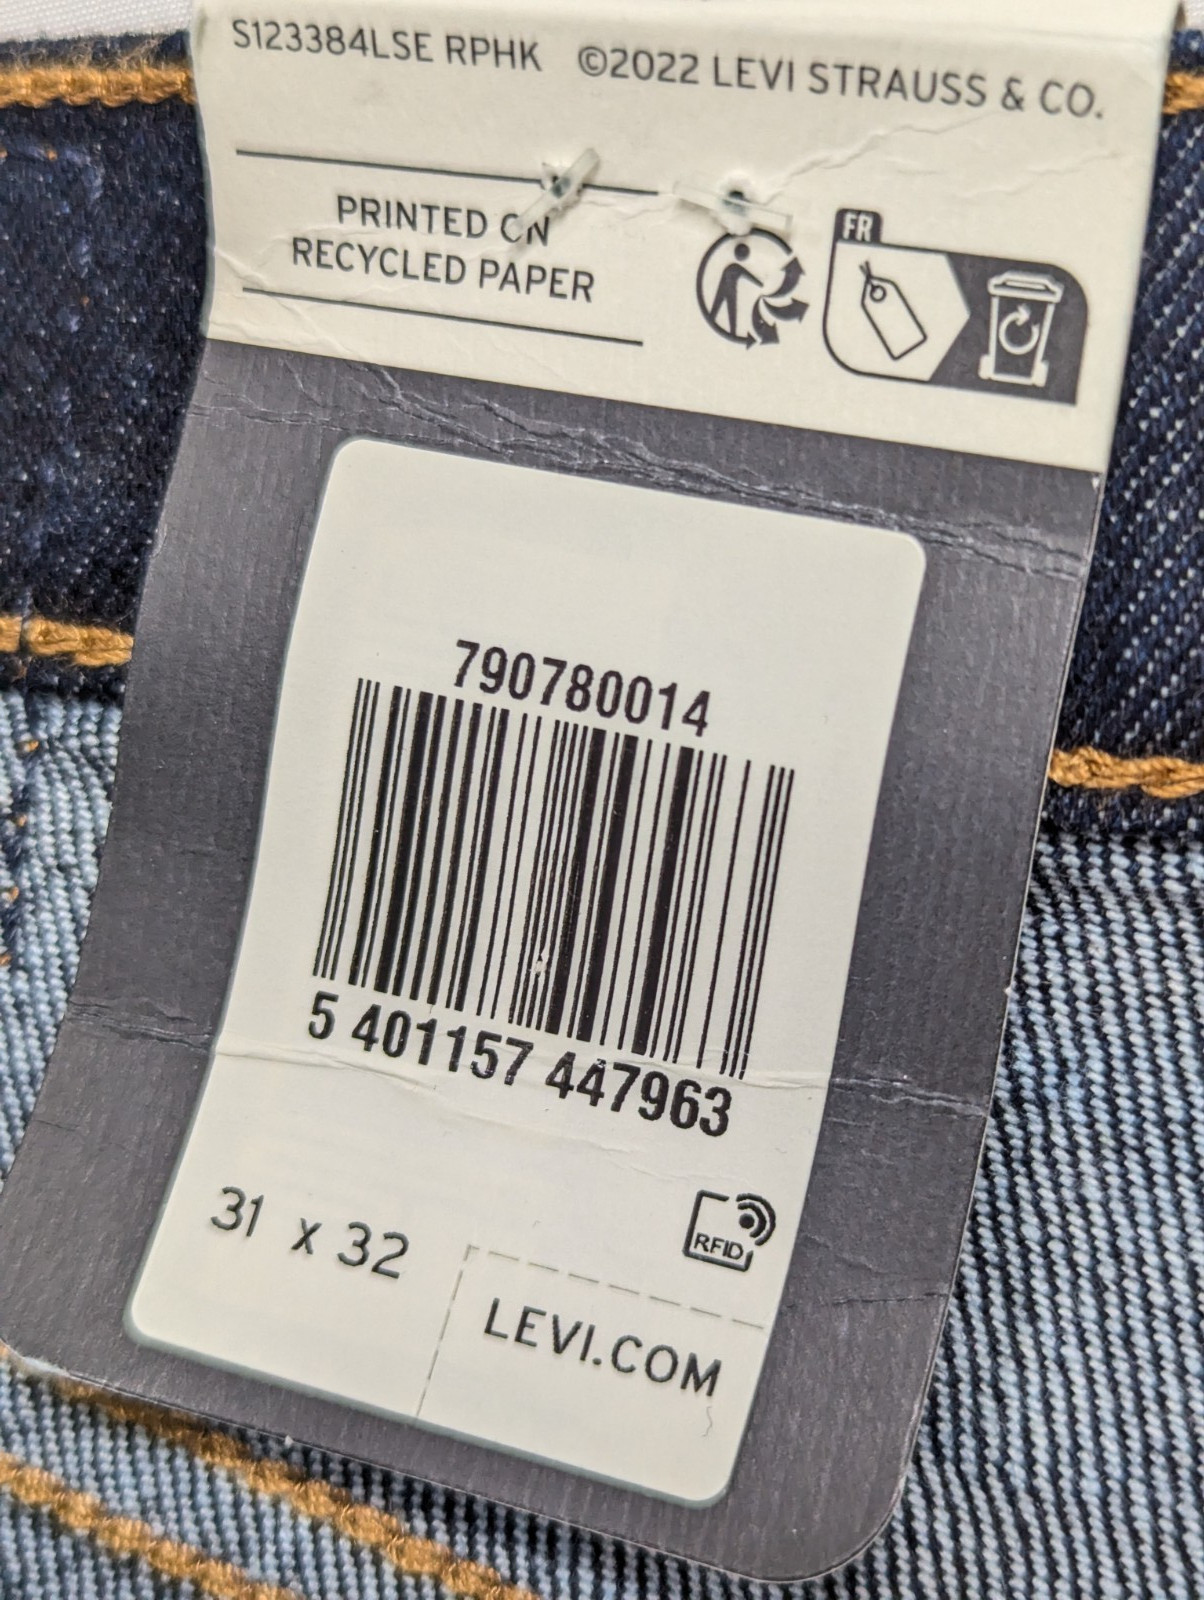 S123384LSE RPHK ©2022 LEVI STRAUSS & CO.
PRINTED ON
RECYCLED PAPER
FR
790780014
5 401157 447963
31 x 32
RFID
LEVI.COM